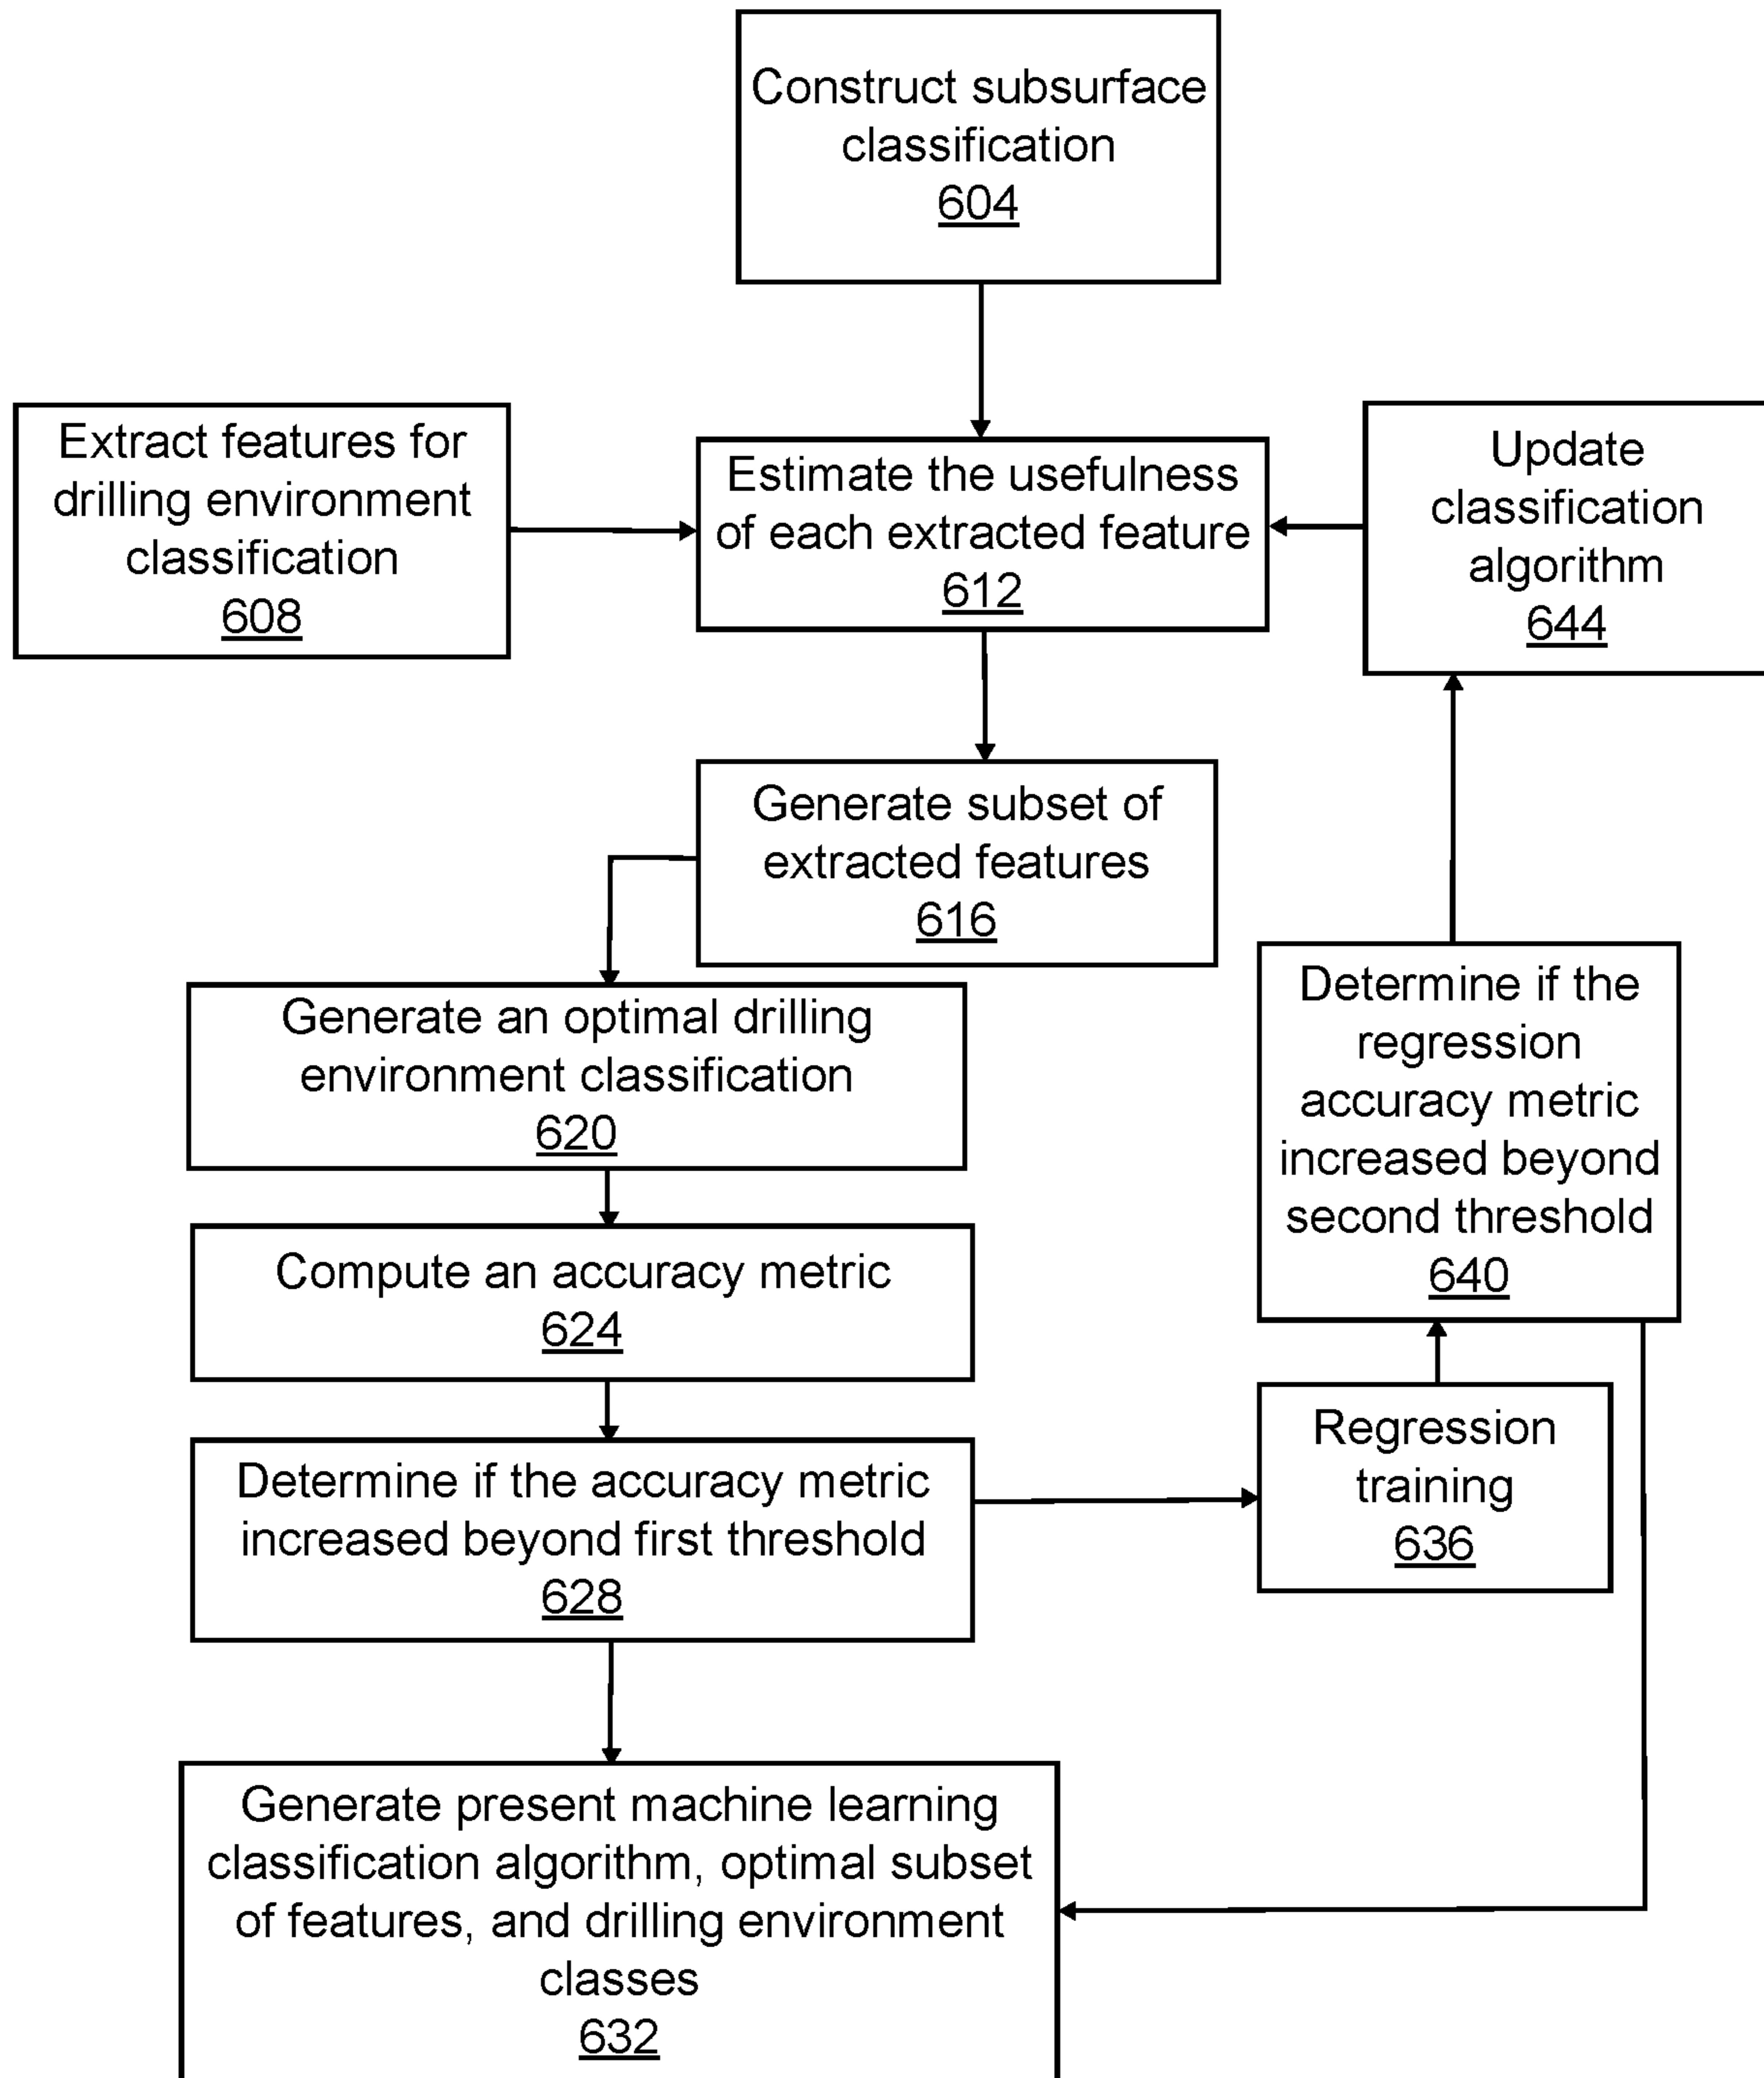 Construct subsurface
classification
604
Extract features for
drilling environment
classification
608
Estimate the usefulness
of each extracted feature
612
Update
classification
algorithm
644
Generate subset of
extracted features
616
Generate an optimal drilling
environment classification
620
Compute an accuracy metric
624
Determine if the accuracy metric
increased beyond first threshold
628
Determine if the
regression
accuracy metric
increased beyond
second threshold
640
Regression
training
636
Generate present machine learning
classification algorithm, optimal subset
of features, and drilling environment
classes
632